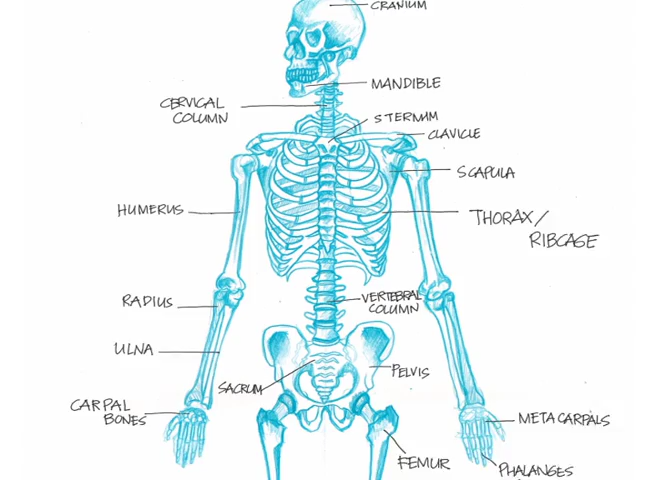 CRANIUM
MANDIBLE
CERVICAL
COLUMN
STERNUM
CLAVICLE
SCAPULA
HUMERUS
THORAX/
RIBCAGE
RADIUS
VERTEBRAL
COLUMN
ULNA
PELVIS
SACRUM
CARPAL
BONES
METACARPALS
FEMUR
PHALANGES